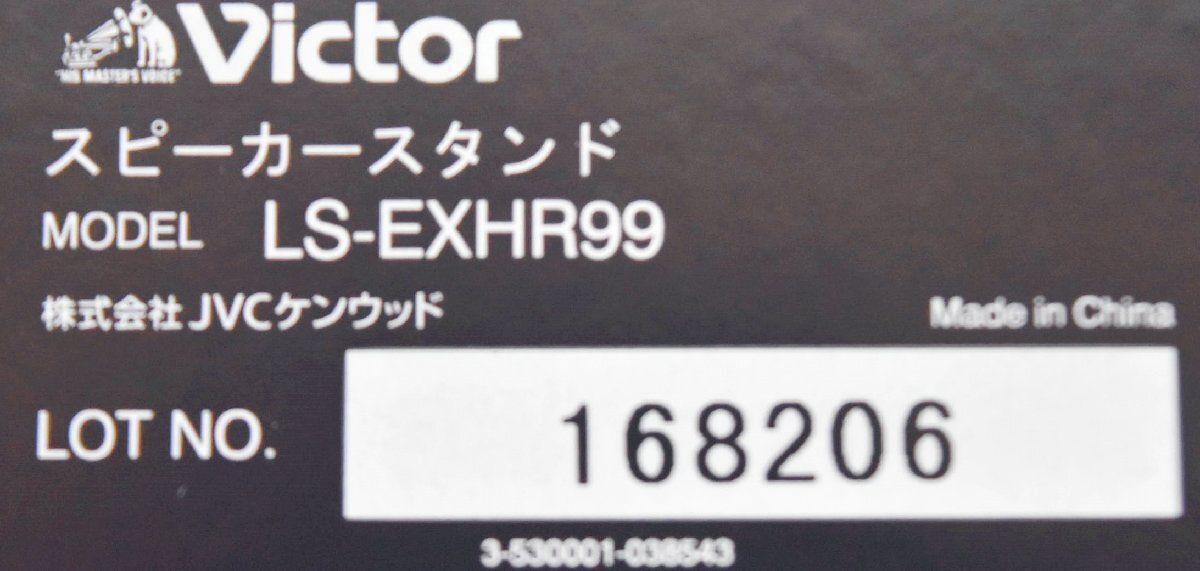 "HIS MASTER'S VOICE" Victor
スピーカースタンド
MODEL LS-EXHR99
株式会社 JVCケンウッド Made in China
LOT NO. 168206
3-530001-038543